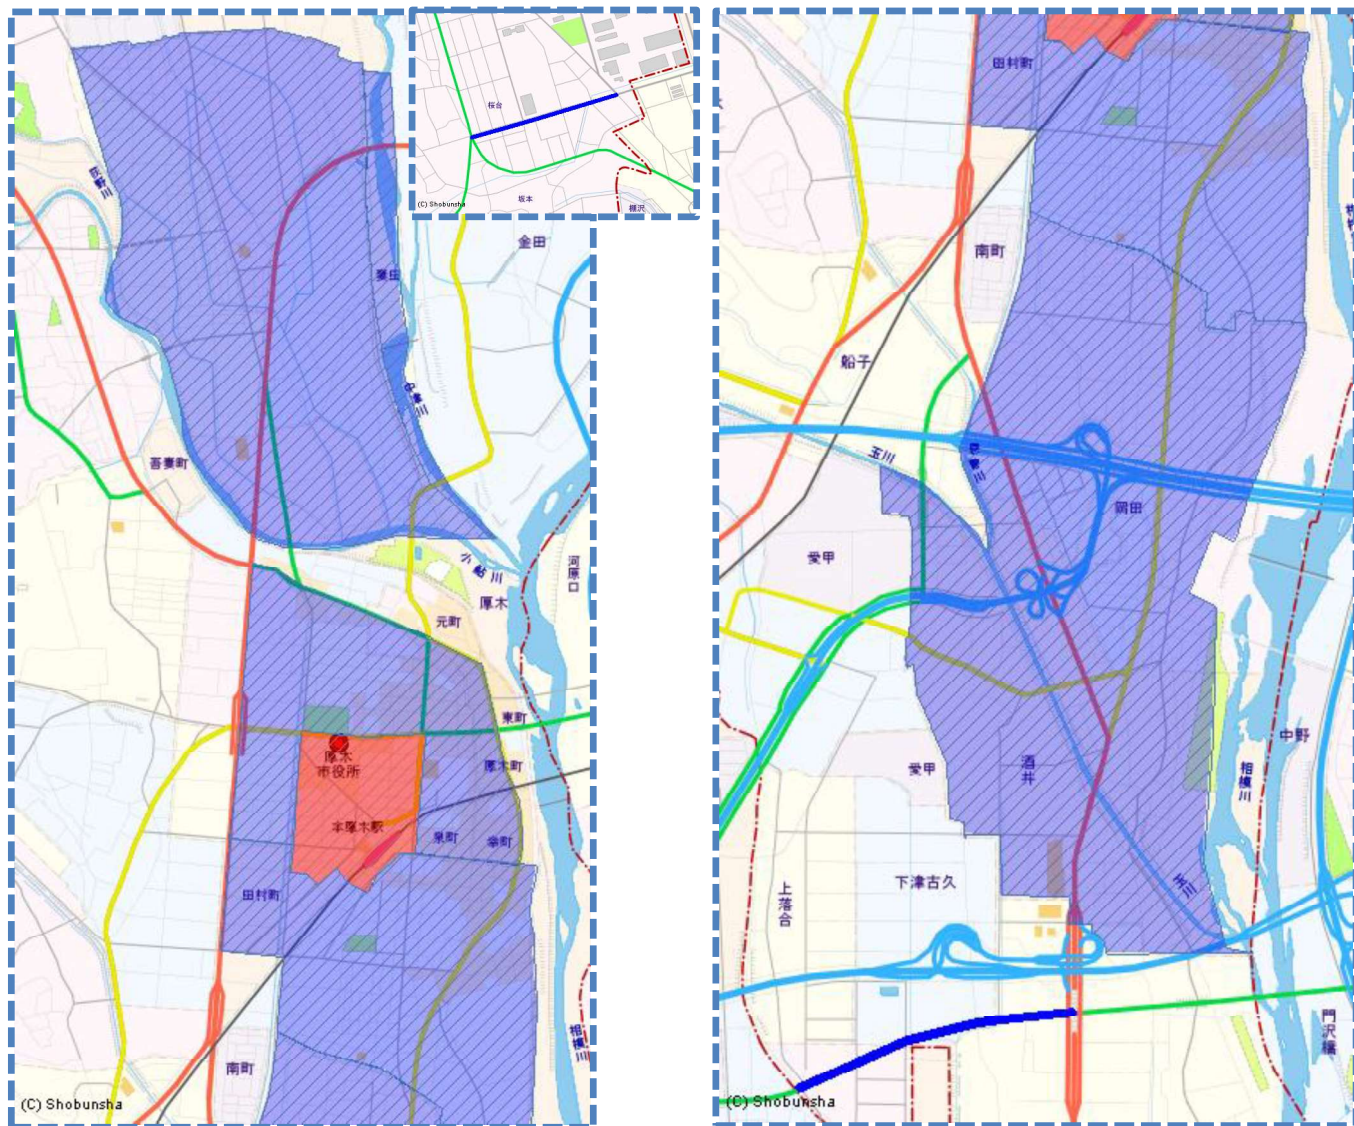 荻野川
妻田
金田
中津川
吾妻町
小鮎川
厚木
河原口
元町
東町
厚木
市役所
厚木町
本厚木駅
泉町
幸町
田村町
南町
相模川
(C) Shobunsha
桜台
坂本
棚沢
(C) Shobunsha
田村町
南町
船子
玉川
岡田
愛甲
愛甲
酒井
中野
相模川
玉川
下津古久
上落合
門沢橋
(C) Shobunsha